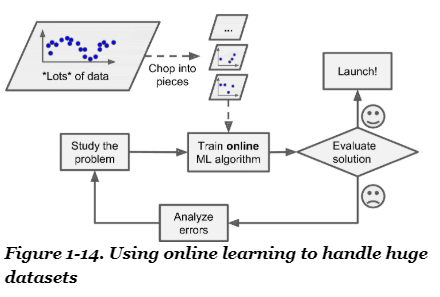 *Lots* of data
Chop into
pieces
...
Launch!
Study the
problem
Train online
ML algorithm
Evaluate
solution
Analyze
errors
Figure 1-14. Using online learning to handle huge
datasets